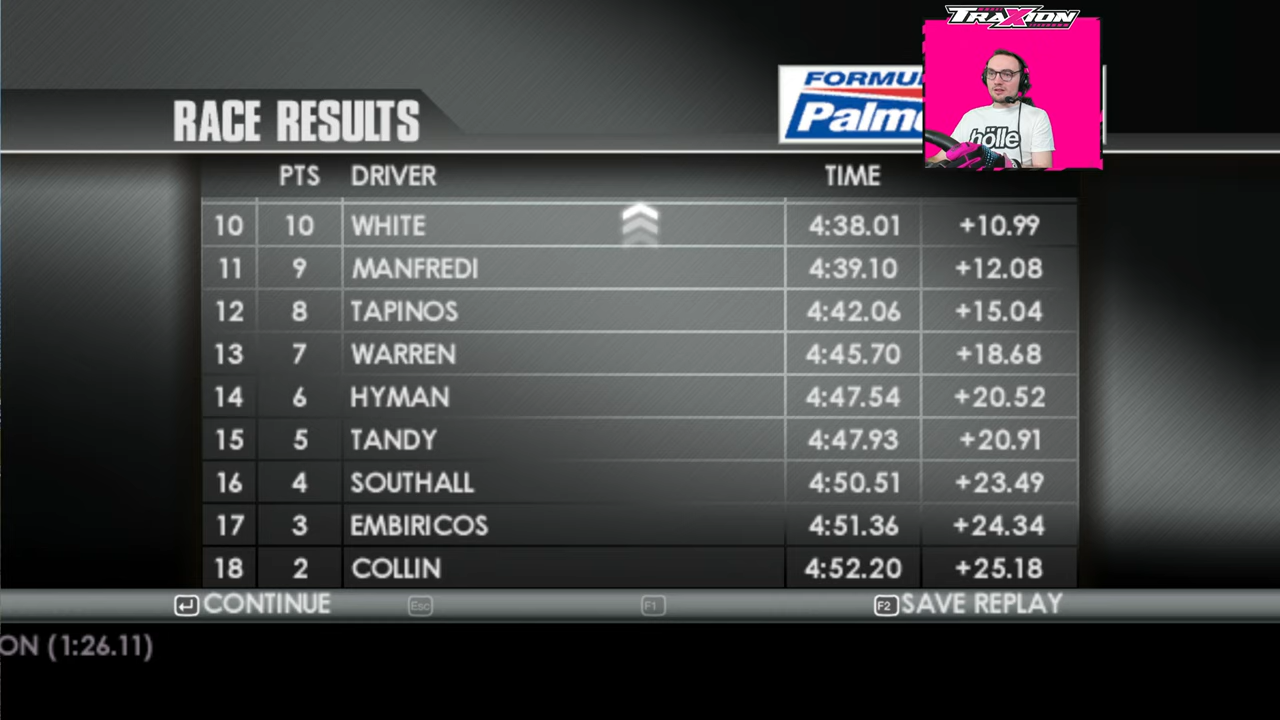 TRAXION
FORMU
Palm
hölle
RACE RESULTS
PTS DRIVER TIME
10 10 WHITE 4:38.01 +10.99
11 9 MANFREDI 4:39.10 +12.08
12 8 TAPINOS 4:42.06 +15.04
13 7 WARREN 4:45.70 +18.68
14 6 HYMAN 4:47.54 +20.52
15 5 TANDY 4:47.93 +20.91
16 4 SOUTHALL 4:50.51 +23.49
17 3 EMBIRICOS 4:51.36 +24.34
18 2 COLLIN 4:52.20 +25.18
CONTINUE Esc F1 F2 SAVE REPLAY
ON (1:26.11)